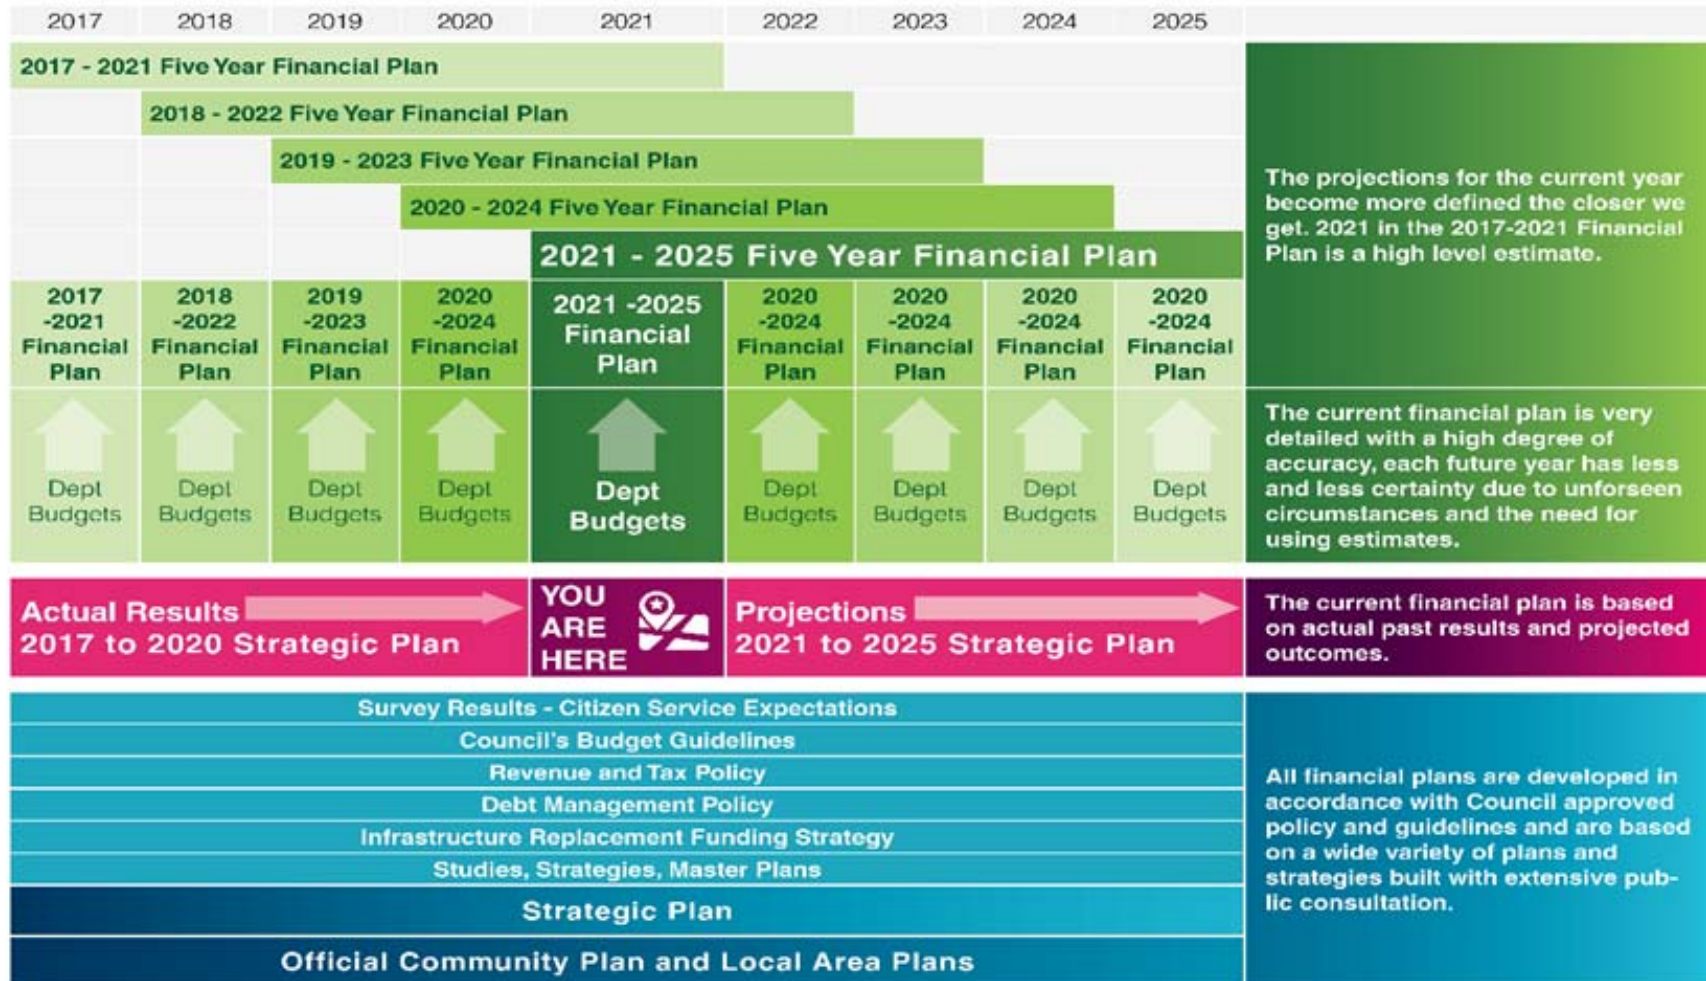 2017 2018 2019 2020 2021 2022 2023 2024 2025
2017 - 2021 Five Year Financial Plan
2018 - 2022 Five Year Financial Plan
2019 - 2023 Five Year Financial Plan
2020 - 2024 Five Year Financial Plan
2021 - 2025 Five Year Financial Plan
The projections for the current year
become more defined the closer we
get. 2021 in the 2017-2021 Financial
Plan is a high level estimate.
2017
-2021
Financial
Plan
2018
-2022
Financial
Plan
2019
-2023
Financial
Plan
2020
-2024
Financial
Plan
2021 -2025
Financial
Plan
2020
-2024
Financial
Plan
2020
-2024
Financial
Plan
2020
-2024
Financial
Plan
2020
-2024
Financial
Plan
Dept
Budgets
Dept
Budgets
Dept
Budgets
Dept
Budgets
Dept
Budgets
Dept
Budgets
Dept
Budgets
Dept
Budgets
Dept
Budgets
The current financial plan is very
detailed with a high degree of
accuracy, each future year has less
and less certainty due to unforseen
circumstances and the need for
using estimates.
Actual Results
2017 to 2020 Strategic Plan
YOU
ARE
HERE
Projections
2021 to 2025 Strategic Plan
The current financial plan is based
on actual past results and projected
outcomes.
Survey Results - Citizen Service Expectations
Council's Budget Guidelines
Revenue and Tax Policy
Debt Management Policy
Infrastructure Replacement Funding Strategy
Studies, Strategies, Master Plans
Strategic Plan
Official Community Plan and Local Area Plans
All financial plans are developed in
accordance with Council approved
policy and guidelines and are based
on a wide variety of plans and
strategies built with extensive pub-
lic consultation.